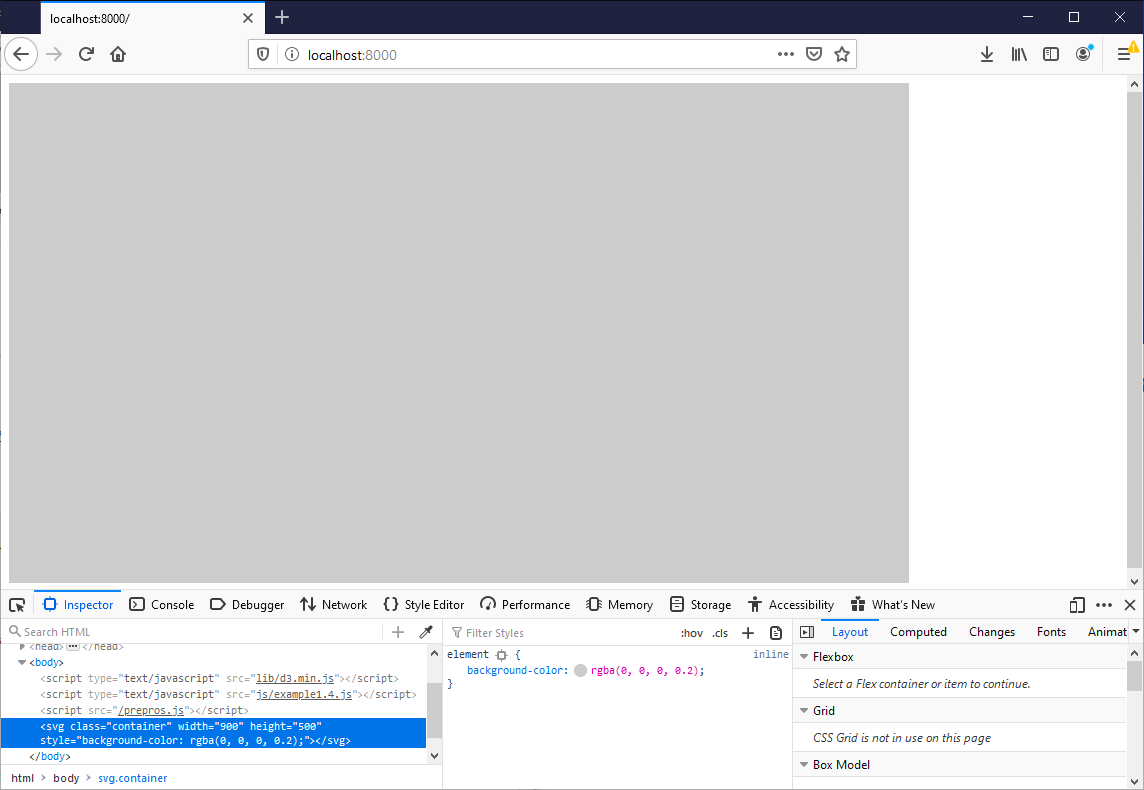 localhost:8000/
localhost:8000
Inspector Console Debugger Network Style Editor Performance Memory Storage Accessibility What's New
Search HTML
<head> ••• </head>
<body>
<script type="text/javascript" src="lib/d3.min.js"></script>
<script type="text/javascript" src="js/example1.4.js"></script>
<script src="/prepros.js"></script>
<svg class="container" width="900" height="500"
style="background-color: rgba(0, 0, 0, 0.2);"></svg>
</body>
html > body > svg.container
Filter Styles :hov .cls
element { inline
background-color: rgba(0, 0, 0, 0.2);
}
Layout Computed Changes Fonts Animat
Flexbox
Select a Flex container or item to continue.
Grid
CSS Grid is not in use on this page
Box Model